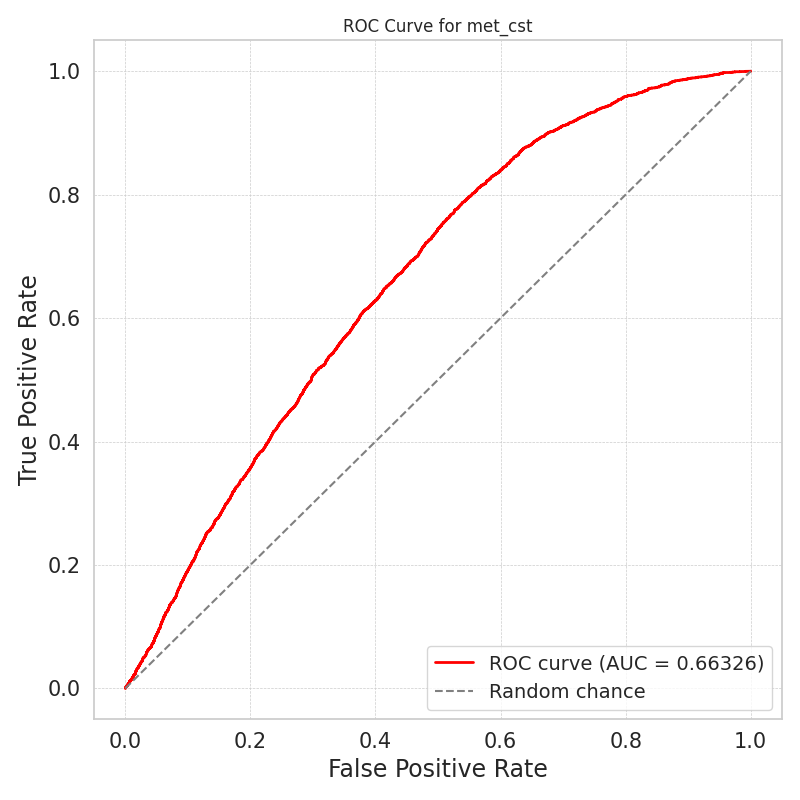 ROC Curve for met_cst
1.0
0.8
0.6
0.4
0.2
0.0
True Positive Rate
ROC curve (AUC = 0.66326)
Random chance
0.0 0.2 0.4 0.6 0.8 1.0
False Positive Rate